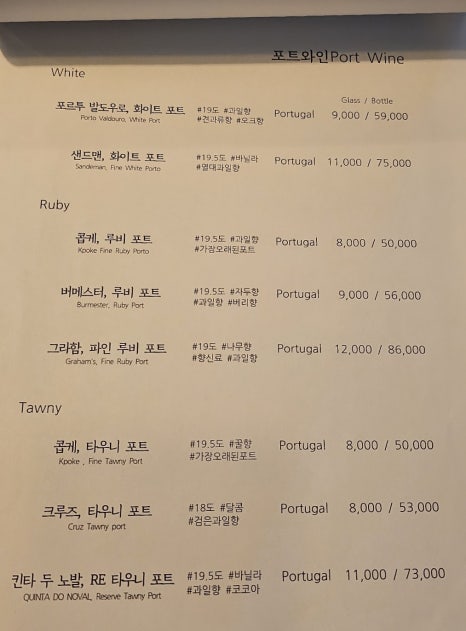 포트와인Port Wine
White
Glass / Bottle
포르투 발도우로, 화이트 포트 #19도 #과일향 Portugal 9,000 / 59,000
Porto Valdouro, White Port #견과류향 #오크향
샌드맨, 화이트 포트 #19.5도 #바닐라 Portugal 11,000 / 75,000
Sandeman, Fine White Porto #열대과일향
Ruby
콥케, 루비 포트 #19.5도 #과일향 Portugal 8,000 / 50,000
Kpoke Fine Ruby Porto #가장오래된포트
버메스터, 루비 포트 #19.5도 #자두향 Portugal 9,000 / 56,000
Burmester, Ruby Port #과일향 #베리향
그라함, 파인 루비 포트 #19도 #나무향 Portugal 12,000 / 86,000
Graham's, Fine Ruby Port #향신료 #과일향
Tawny
콥케, 타우니 포트 #19.5도 #꿀향 Portugal 8,000 / 50,000
Kpoke , Fine Tawny Port #가장오래된포트
크루즈, 타우니 포트 #18도 #달콤 Portugal 8,000 / 53,000
Cruz Tawny port #검은과일향
킨타 두 노발, RE 타우니 포트 #19.5도 #바닐라 Portugal 11,000 / 73,000
QUINTA DO NOVAL, Reserve Tawny Port #과일향 #코코아